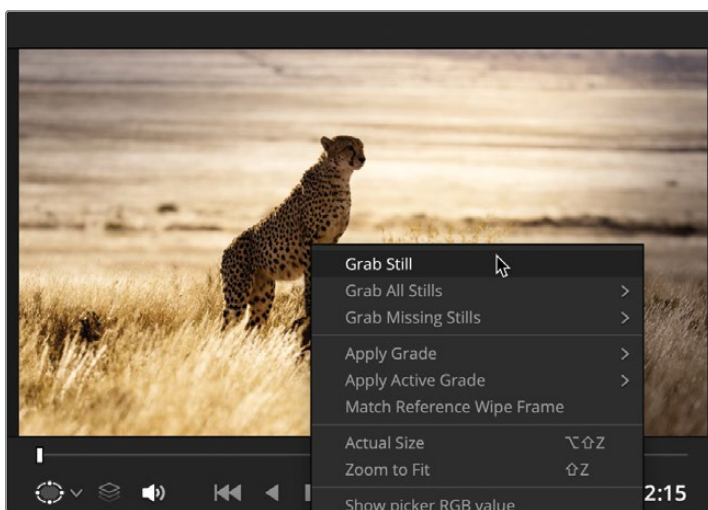 Grab Still
Grab All Stills
Grab Missing Stills
Apply Grade
Apply Active Grade
Match Reference Wipe Frame
Actual Size ⌥⇧Z
Zoom to Fit ⇧Z
Show picker RGB value
2:15